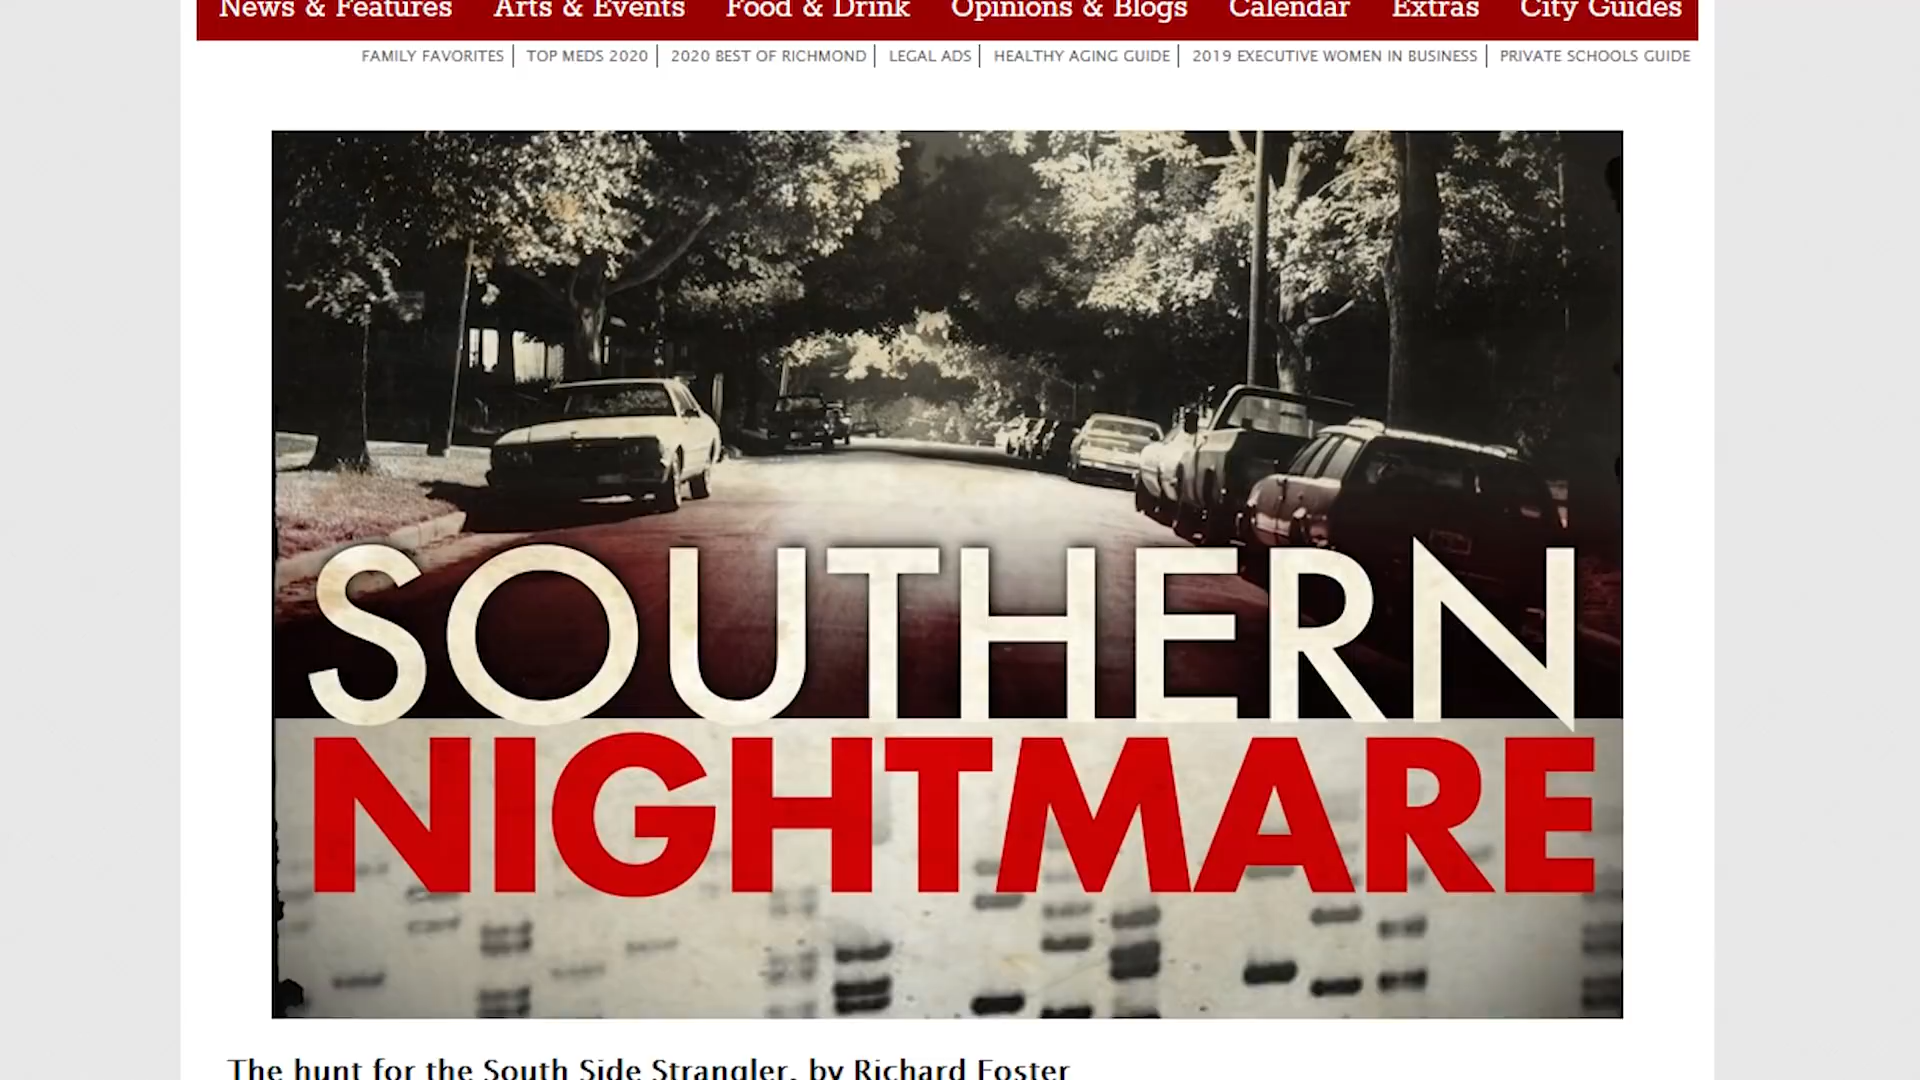 News & Features Arts & Events Food & Drink Opinions & Blogs Calendar Extras City Guides
FAMILY FAVORITES TOP MEDS 2020 2020 BEST OF RICHMOND LEGAL ADS HEALTHY AGING GUIDE 2019 EXECUTIVE WOMEN IN BUSINESS PRIVATE SCHOOLS GUIDE
SOUTHERN
NIGHTMARE
The hunt for the South Side Strangler, by Richard Foster